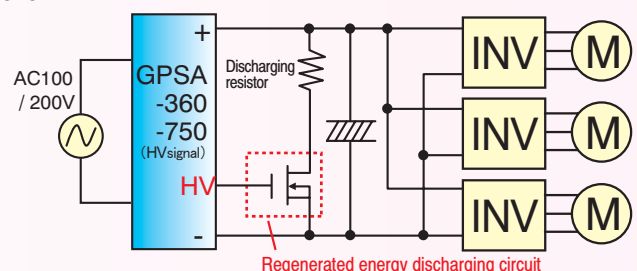 +
AC100
/ 200V
GPSA
-360
-750
(HVsignal)
HV
-
Discharging
resistor
INV
M
INV
M
INV
M
Regenerated energy discharging circuit